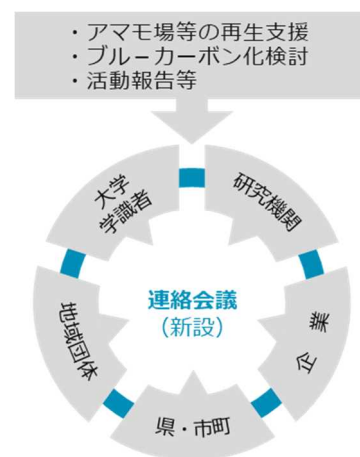 ・アマモ場等の再生支援
・ブルーカーボン化検討
・活動報告等
大学
学識者
研究機関
連絡会議
（新設）
地域団体
企業
県・市町